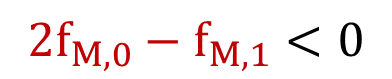 2f_{M,0} − f_{M,1} < 0